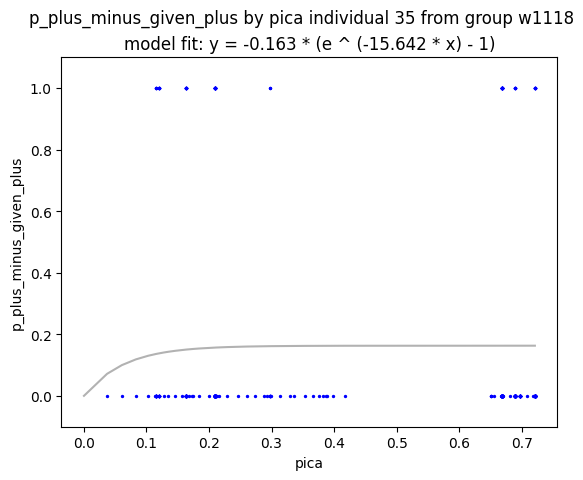 p_plus_minus_given_plus by pica individual 35 from group w1118
model fit: y = -0.163 * (e ^ (-15.642 * x) - 1)
p_plus_minus_given_plus
1.0
0.8
0.6
0.4
0.2
0.0
0.0 0.1 0.2 0.3 0.4 0.5 0.6 0.7
pica